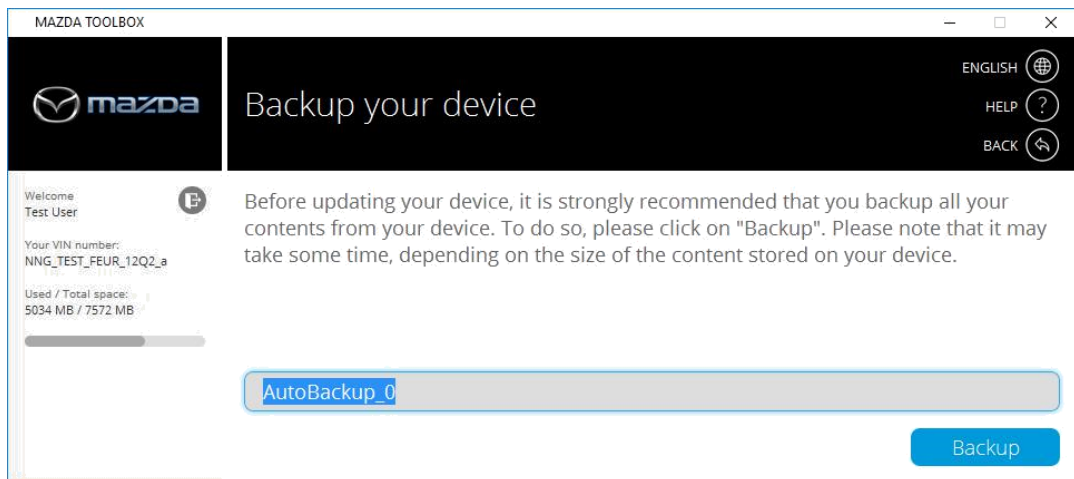 MAZDA TOOLBOX
mazda
Backup your device
ENGLISH
HELP
?
BACK
Welcome
Test User
Your VIN number:
NNG_TEST_FEUR_12Q2_a
Used / Total space:
5034 MB / 7572 MB
Before updating your device, it is strongly recommended that you backup all your
contents from your device. To do so, please click on "Backup". Please note that it may
take some time, depending on the size of the content stored on your device.
AutoBackup_0
Backup